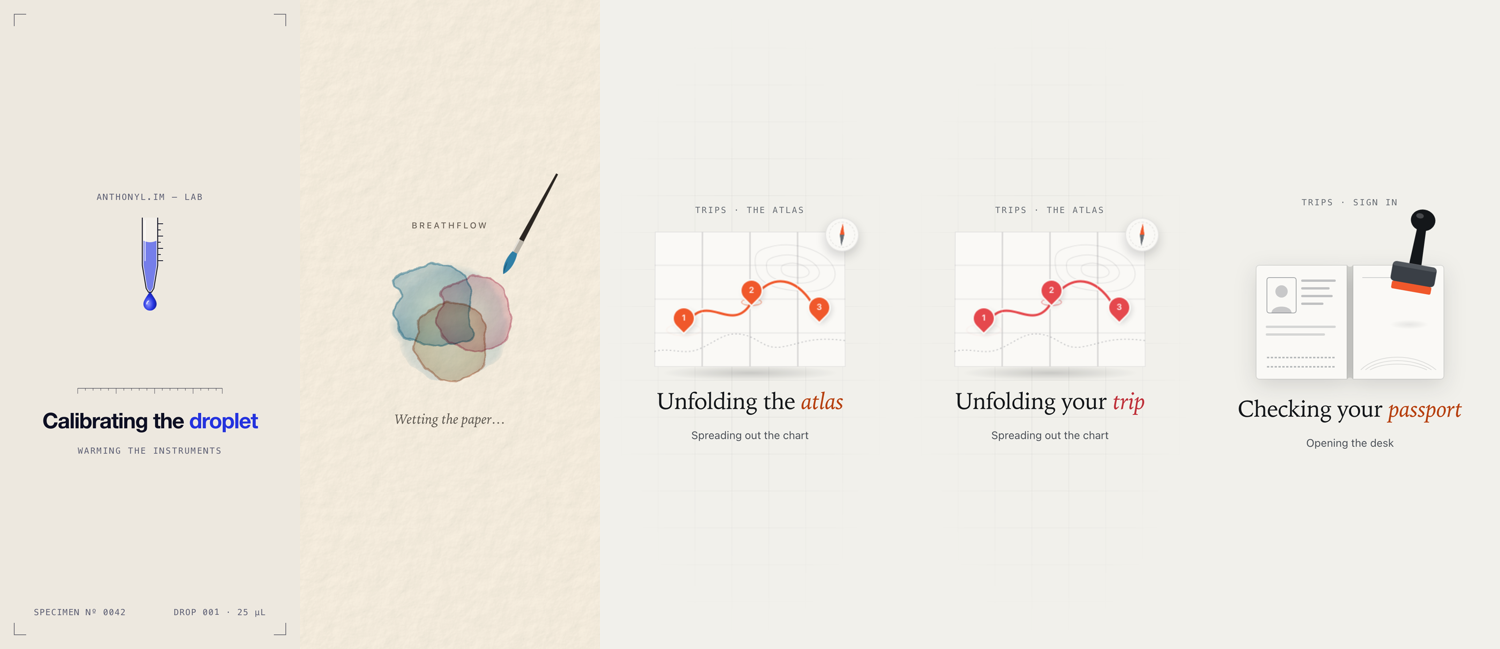 ANTHONYL.IM — LAB
Calibrating the droplet
WARMING THE INSTRUMENTS
SPECIMEN Nº 0042
DROP 001 · 25 µL
BREATHFLOW
Wetting the paper…
TRIPS · THE ATLAS
1
2
3
Unfolding the atlas
Spreading out the chart
TRIPS · THE ATLAS
1
2
3
Unfolding your trip
Spreading out the chart
TRIPS · SIGN IN
Checking your passport
Opening the desk